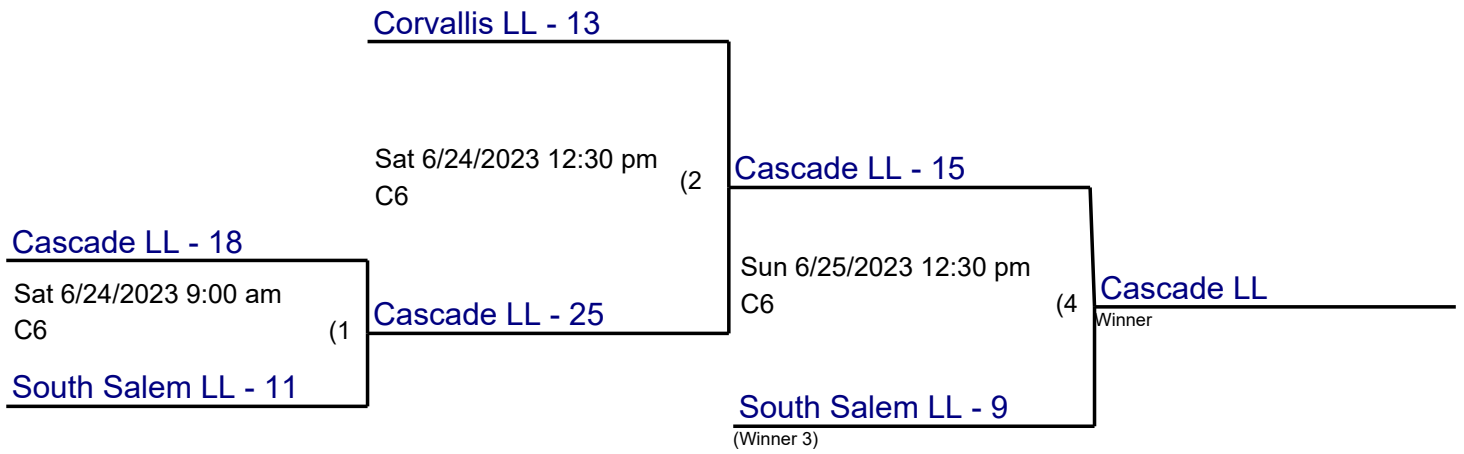 Corvallis LL - 13
Sat 6/24/2023 12:30 pm
C6 (2
Cascade LL - 15
Cascade LL - 18
Sat 6/24/2023 9:00 am
C6 (1
Cascade LL - 25
Sun 6/25/2023 12:30 pm
C6 (4
Cascade LL
Winner
South Salem LL - 11
South Salem LL - 9
(Winner 3)